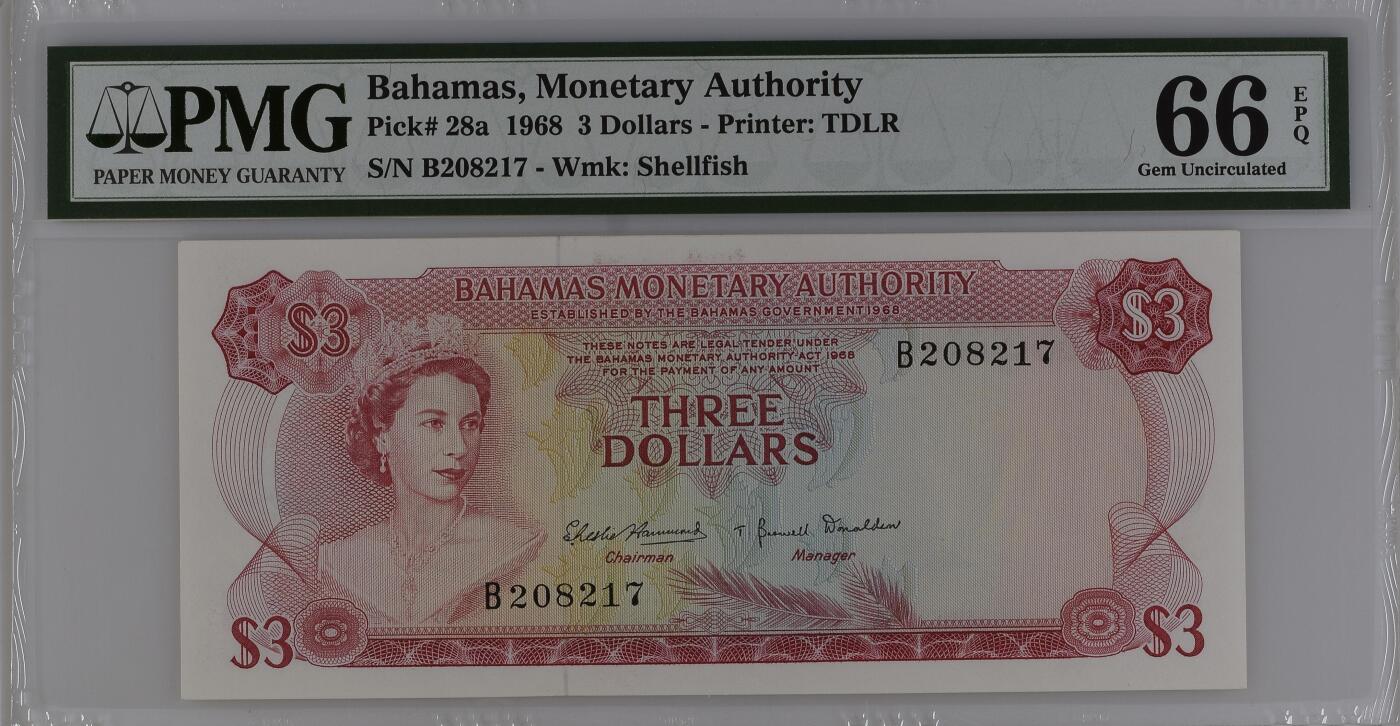 PMG
PAPER MONEY GUARANTY
Bahamas, Monetary Authority
Pick# 28a 1968 3 Dollars - Printer: TDLR
S/N B208217 - Wmk: Shellfish
66
EPQ
Gem Uncirculated
BAHAMAS MONETARY AUTHORITY
ESTABLISHED BY THE BAHAMAS GOVERNMENT 1968
$3
$3
THESE NOTES ARE LEGAL TENDER UNDER
THE BAHAMAS MONETARY AUTHORITY ACT 1968
FOR THE PAYMENT OF ANY AMOUNT
B208217
THREE
DOLLARS
Chairman
Manager
B208217
$3
$3